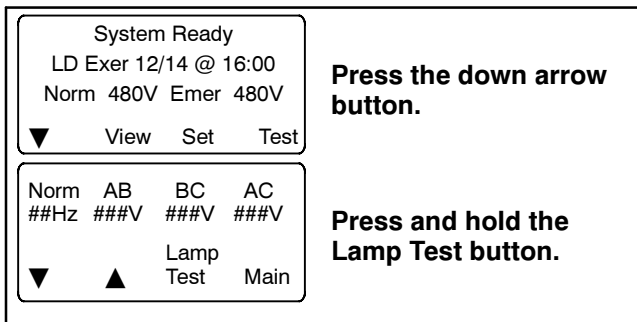 System Ready
LD Exer 12/14 @ 16:00
Norm 480V Emer 480V
▼ View Set Test
Press the down arrow
button.
Norm AB BC AC
##Hz ###V ###V ###V
Lamp
▼ ▲ Test Main
Press and hold the
Lamp Test button.